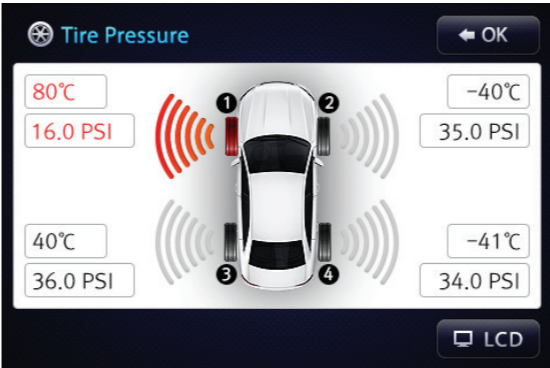 Tire Pressure
OK
80℃
16.0 PSI
1
2
-40℃
35.0 PSI
40℃
36.0 PSI
3
4
-41℃
34.0 PSI
LCD